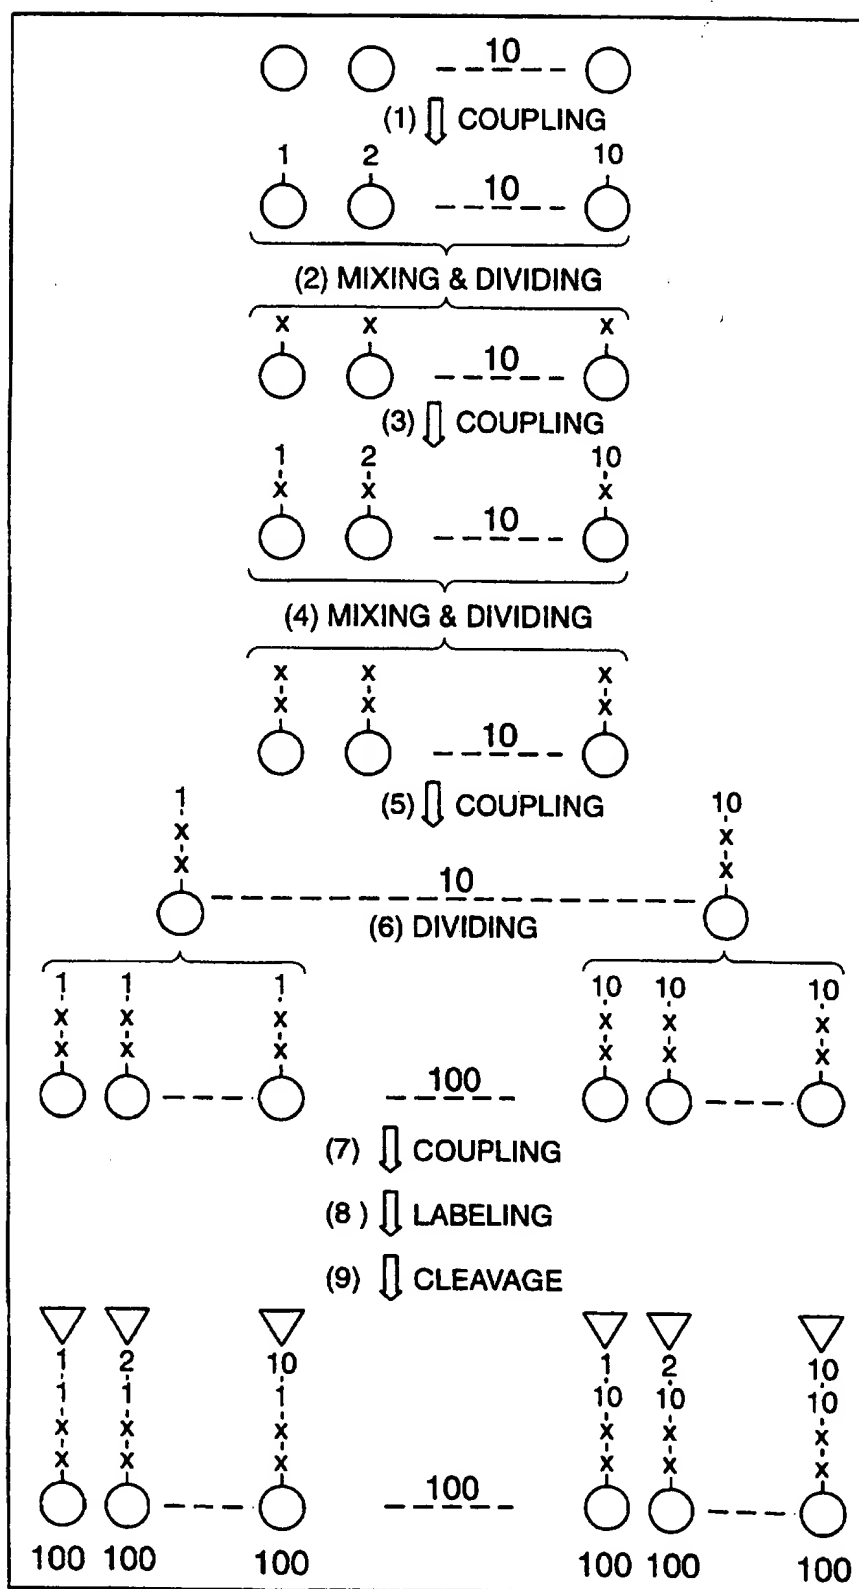 10
(1) COUPLING
1 2 10
10
(2) MIXING & DIVIDING
x x x
10
(3) COUPLING
1 2 10
x x x
10
(4) MIXING & DIVIDING
x x x
x x x
10
(5) COUPLING
1 10
x x
x x
10
(6) DIVIDING
1 1 1 10 10 10
x x x x x x
x x x x x x
100
(7) COUPLING
(8 ) LABELING
(9) CLEAVAGE
1 2 10 1 2 10
1 1 1 10 10 10
x x x x x x
x x x x x x
100
100 100 100 100 100 100